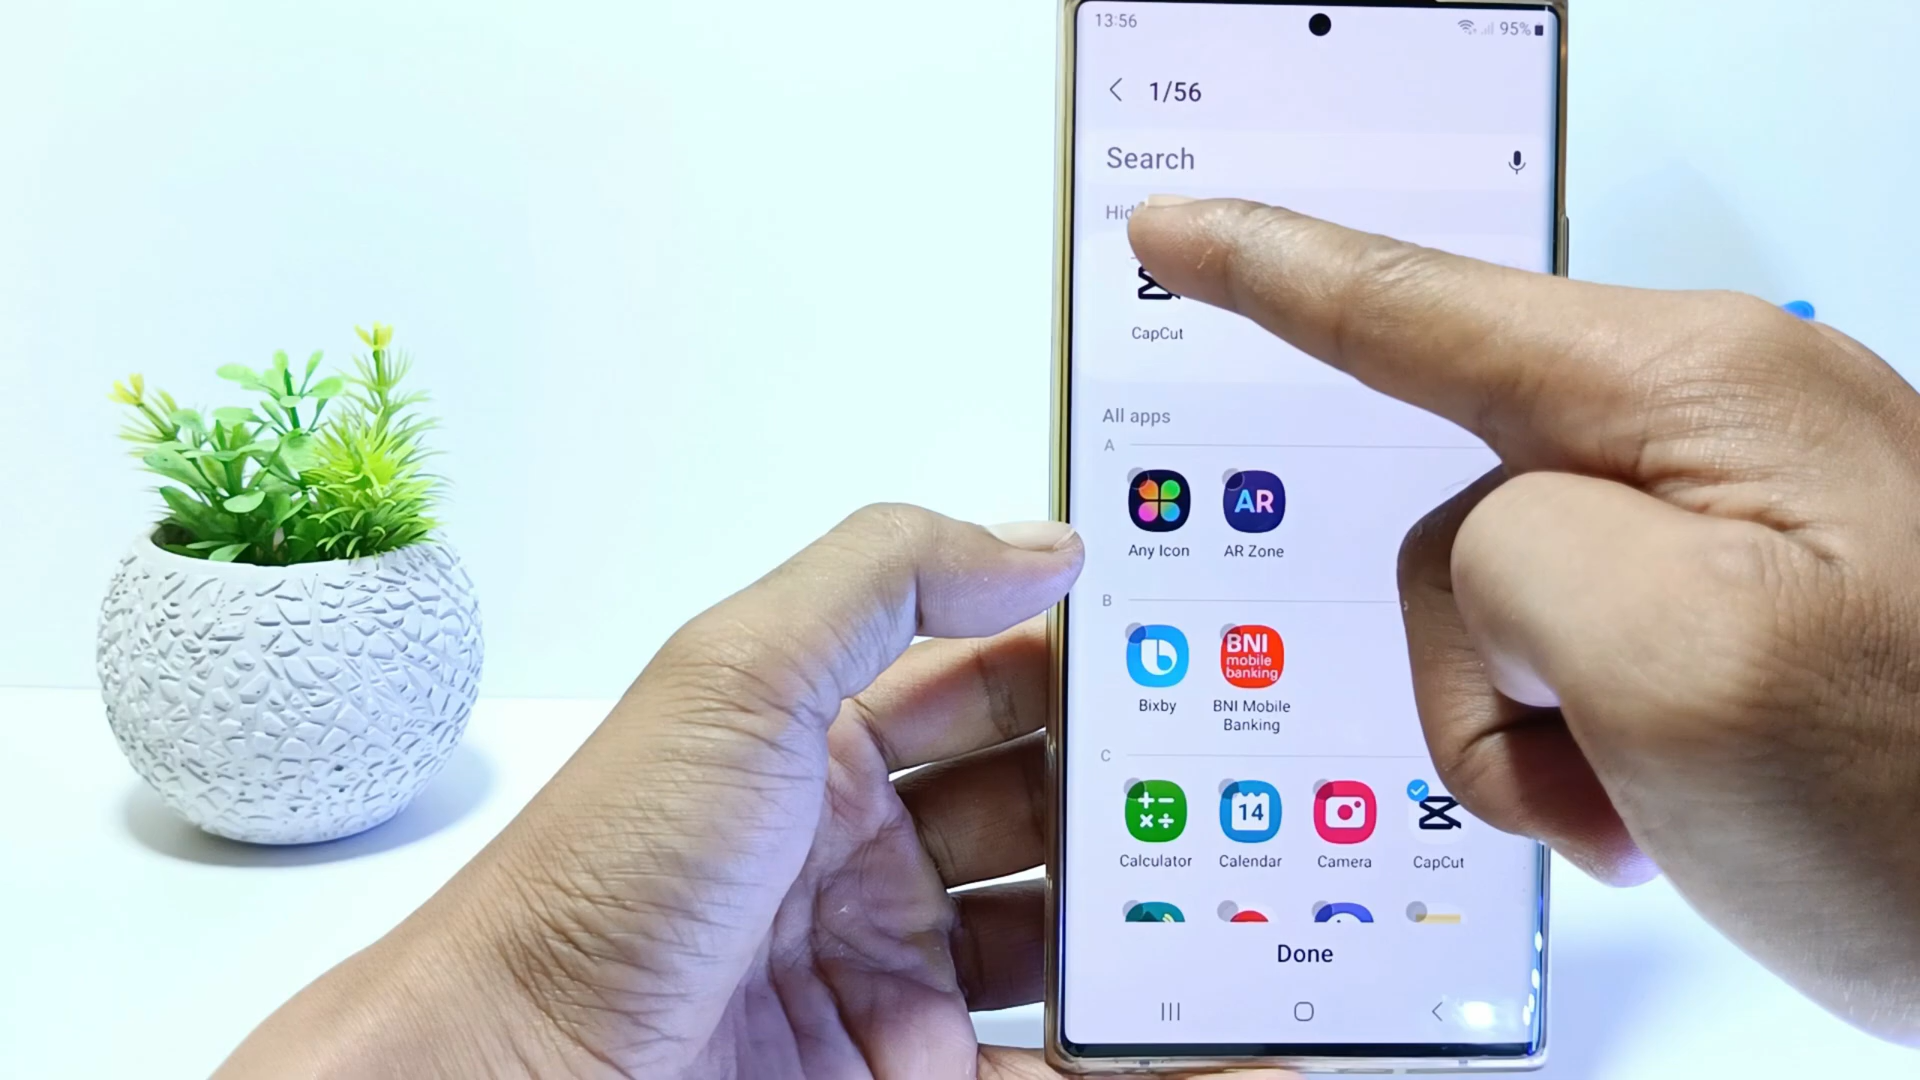 13:56
95%
1/56
Search
CapCut
All apps
A
AR
Any Icon
AR Zone
B
BNI
mobile
banking
Bixby
BNI Mobile
Banking
C
14
Calculator
Calendar
Camera
CapCut
Done